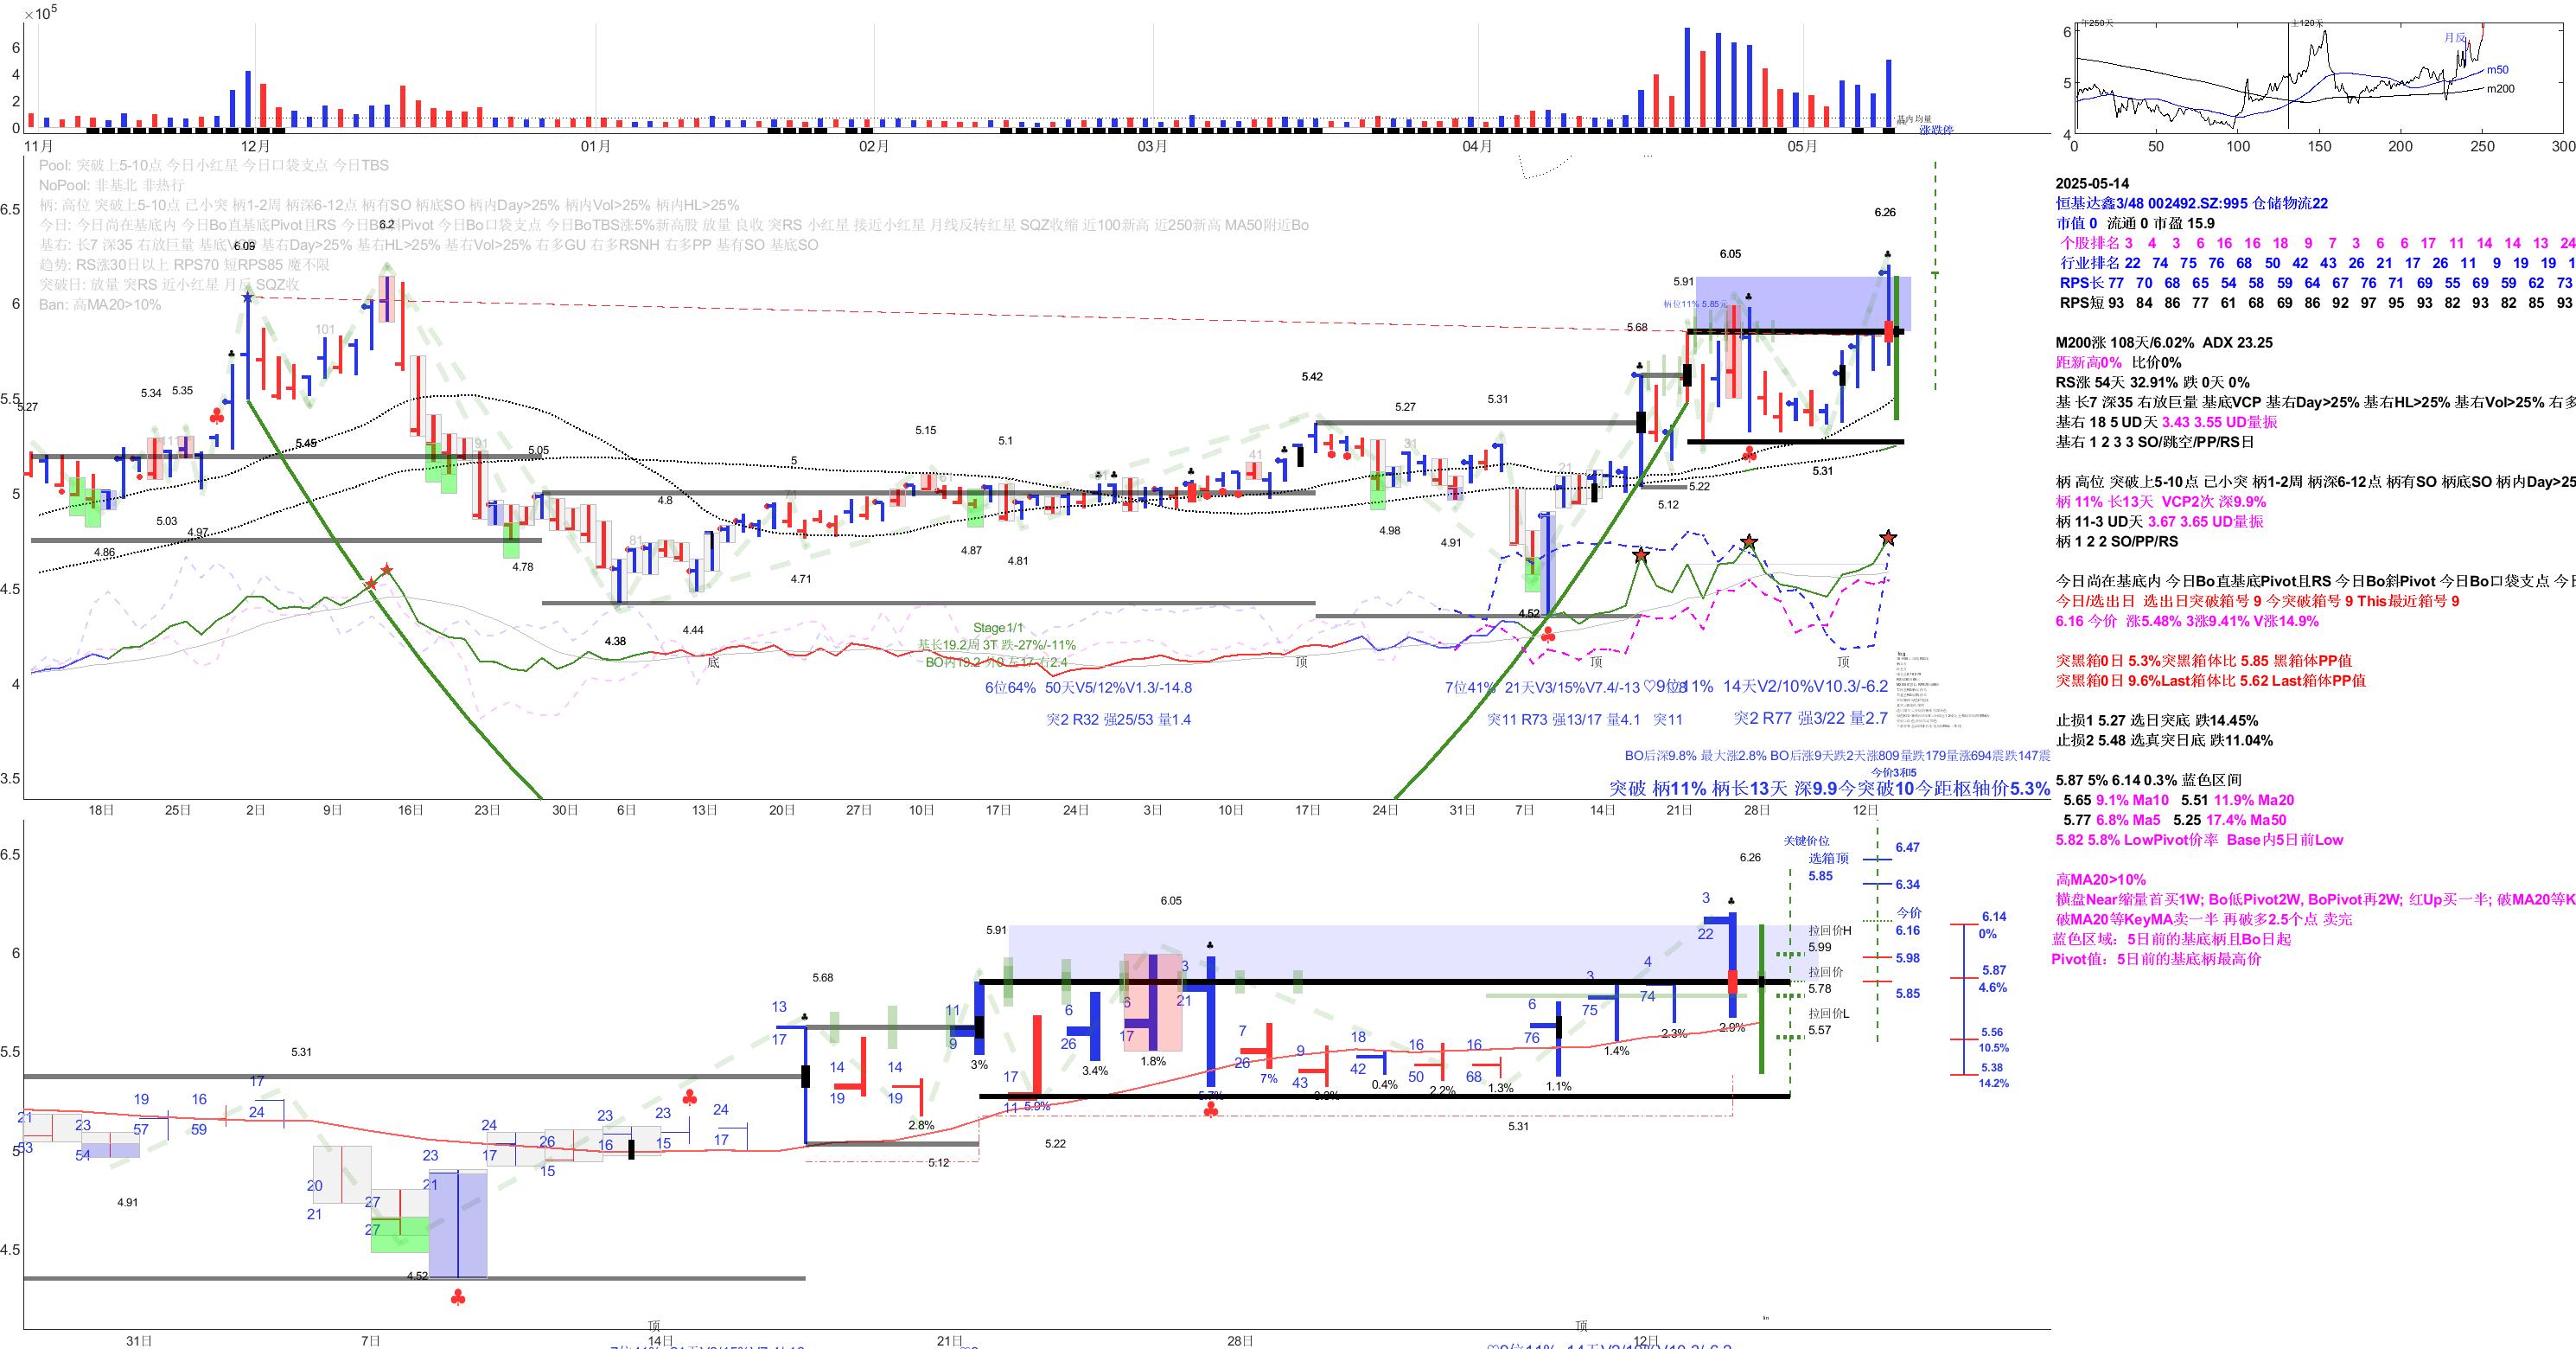 ×10⁵
6
4
2
0
11月 12月 01月 02月 03月 04月 05月
涨跌停
Pool: 突破上5-10点 今日小红星 今日口袋支点 今日TBS
NoPool: 非基北 非热行
柄: 高位 突破上5-10点 己小突 柄1-2周 柄深6-12点 柄有SO 柄底SO 柄内Day>25% 柄内Vol>25% 柄内HL>25%
今日: 今日尚在基底内 今日Bo直基底Pivot且RS 今日Bo斜Pivot 今日Bo口袋支点 今日BoTBS涨5%新高股 放量 良收 突RS 小红星 接近小红星 月线反转红星 SQZ收缩 近100新高 近250新高 MA50附近Bo
基右: 长7 深35 右放巨量 基底VCP 基右Day>25% 基右HL>25% 基右Vol>25% 右多GU 右多RSNH 右多PP 基有SO 基底SO
趋势: RS涨30日以上 RPS70 短RPS85 魔不限
突破日: 放量 突RS 近小红星 月反 SQZ收
Ban: 高MA20>10%
6.5
6
5.5
5
4.5
4
3.5
6.09
6.2
101
5.27
5.34 5.35
111
5.45
91
5.05
5.03
4.97
4.86
4.78
4.8
81
4.38
4.44
底
5
71
4.71
5.15
5.1
61
4.87
4.81
41
5.42
5.27
31
5.31
4.98
4.91
21
4.52
5.68
5.91
6.05
6.26
柄位11% 5.85元
5.22
5.12
5.31
Stage1/1
基长19.2周 3T 跌-27%/-11%
顶 顶 顶
6位64% 50天V5/12%V1.3/-14.8
7位41% 21天V3/15%V7.4/-13
♡9位11% 14天V2/10%V10.3/-6.2
突2 R32 强25/53 量1.4
突11 R73 强13/17 量4.1 突11
突2 R77 强3/22 量2.7
BO后深9.8% 最大涨2.8% BO后涨9天跌2天涨809量跌179量涨694震跌147震
今价3和5
突破 柄11% 柄长13天 深9.9今突破10今距枢轴价5.3%
18日 25日 2日 9日 16日 23日 30日 6日 13日 20日 27日 10日 17日 24日 3日 10日 17日 24日 31日 7日 14日 21日 28日 12日
6.5
6
5.5
5
4.5
21
53
23
54
4.91
19
57
16
59
5.31
17
24
20
21
27
27
23
21
4.52
24
17
26
15
23
16
23
15
24
17
13
17
5.68
14
19
14
19
2.8%
5.12
11
9
3%
5.91
17
11
5.9%
5.22
6
26
3.4%
6.05
6
17
1.8%
3
21
5.7%
7
26
7%
9
43
18
42
0.4%
16
50
2.2%
16
68
1.3%
5.31
6
76
1.1%
3
75
1.4%
4
74
2.3%
3
22
2.9%
6.26
关键价位
选箱顶
5.85
拉回价H
5.99
拉回价
5.78
拉回价L
5.57
6.47
6.34
今价
6.16
5.98
5.85
6.14
0%
5.87
4.6%
5.56
10.5%
5.38
14.2%
顶 顶
31日 7日 14日 21日 28日 12日
6
5
4
月反
m50
m200
0 50 100 150 200 250 300
2025-05-14
恒基达鑫3/48 002492.SZ:995 仓储物流22
市值 0 流通 0 市盈 15.9
个股排名 3 4 3 6 16 16 18 9 7 3 6 6 17 11 14 14 13 24
行业排名 22 74 75 76 68 50 42 43 26 21 17 26 11 9 19 19 1
RPS长 77 70 68 65 54 58 59 64 67 76 71 69 55 69 59 62 73
RPS短 93 84 86 77 61 68 69 86 92 97 95 93 82 93 82 85 93
M200涨 108天/6.02% ADX 23.25
距新高0% 比价0%
RS涨 54天 32.91% 跌 0天 0%
基 长7 深35 右放巨量 基底VCP 基右Day>25% 基右HL>25% 基右Vol>25% 右多
基右 18 5 UD天 3.43 3.55 UD量振
基右 1 2 3 3 SO/跳空/PP/RS日
柄 高位 突破上5-10点 已小突 柄1-2周 柄深6-12点 柄有SO 柄底SO 柄内Day>25
柄 11% 长13天 VCP2次 深9.9%
柄 11-3 UD天 3.67 3.65 UD量振
柄 1 2 2 SO/PP/RS
今日尚在基底内 今日Bo直基底Pivot且RS 今日Bo斜Pivot 今日Bo口袋支点 今日
今日/选出日 选出日突破箱号 9 今突破箱号 9 This最近箱号 9
6.16 今价 涨5.48% 3涨9.41% V涨14.9%
突黑箱0日 5.3%突黑箱体比 5.85 黑箱体PP值
突黑箱0日 9.6%Last箱体比 5.62 Last箱体PP值
止损1 5.27 选日突底 跌14.45%
止损2 5.48 选真突日底 跌11.04%
5.87 5% 6.14 0.3% 蓝色区间
5.65 9.1% Ma10 5.51 11.9% Ma20
5.77 6.8% Ma5 5.25 17.4% Ma50
5.82 5.8% LowPivot价率 Base内5日前Low
高MA20>10%
横盘Near缩量首买1W; Bo低Pivot2W, BoPivot再2W; 红Up买一半; 破MA20等K
破MA20等KeyMA卖一半 再破多2.5个点 卖完
蓝色区域: 5日前的基底柄且Bo日起
Pivot值: 5日前的基底柄最高价